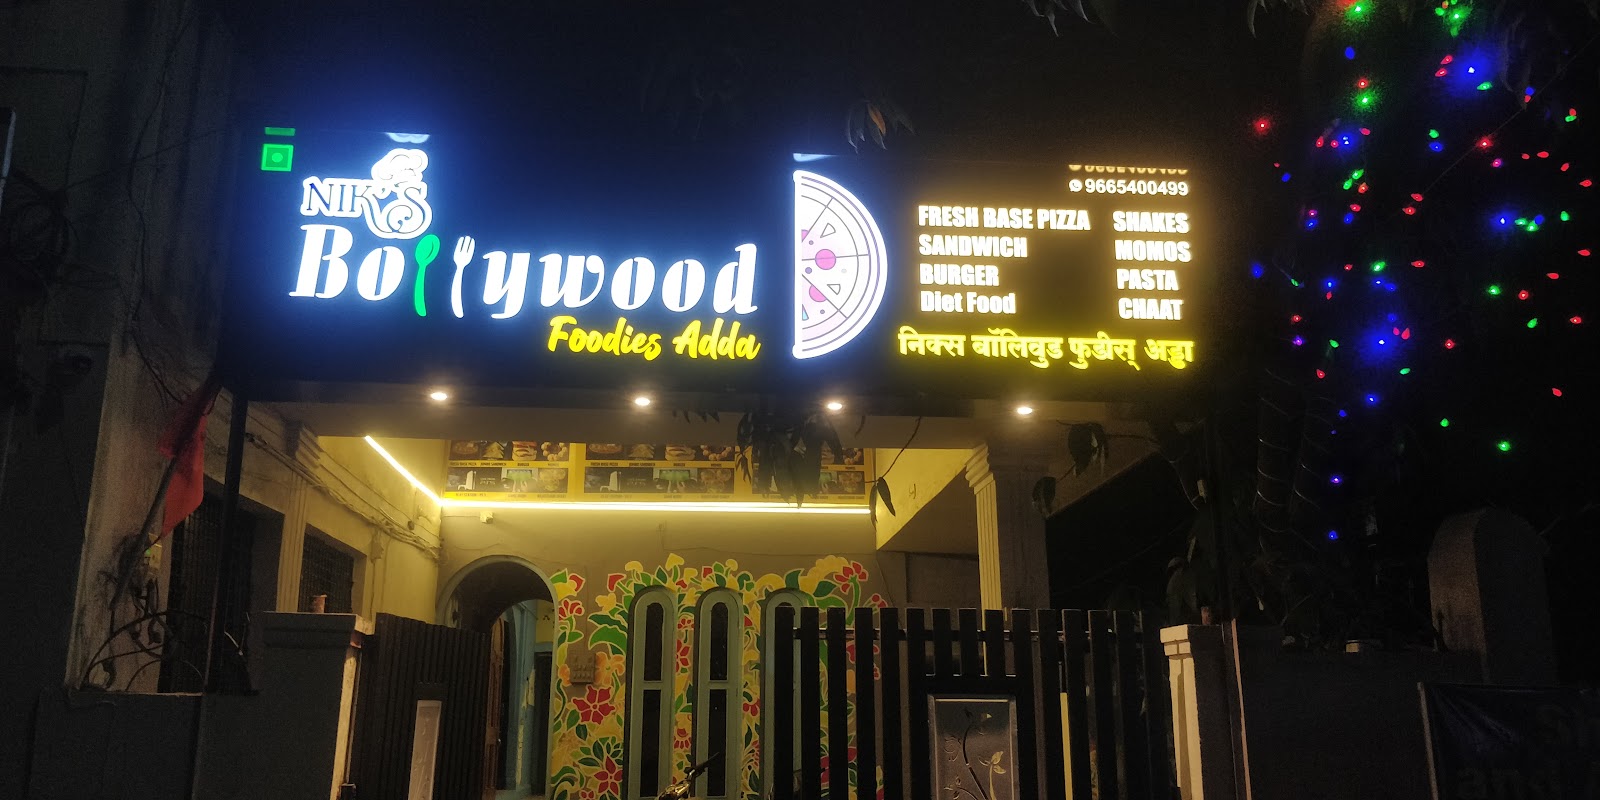 NIK'S
Bollywood
Foodies Adda
9665400499
FRESH BASE PIZZA
SANDWICH
BURGER
Diet Food
SHAKES
MOMOS
PASTA
CHAAT
निक्स बॉलिवुड फुडीस् अड्डा